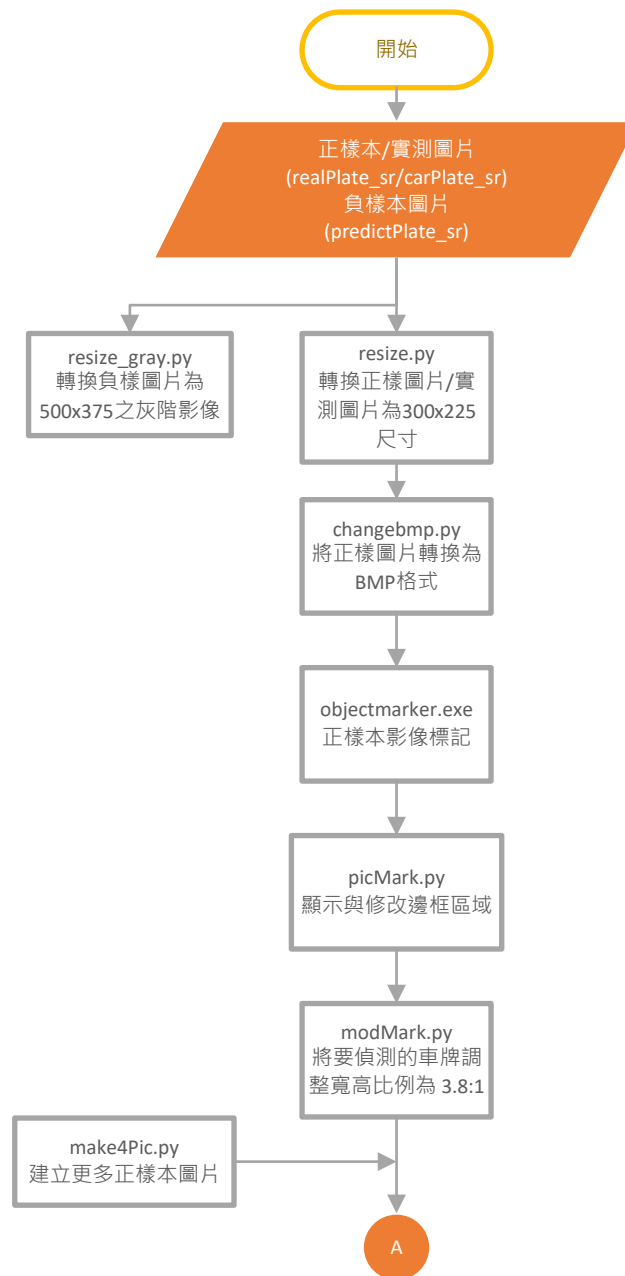 開始
正樣本/實測圖片
(realPlate_sr/carPlate_sr)
負樣本圖片
(predictPlate_sr)
resize_gray.py
轉換負樣圖片為
500x375之灰階影像
resize.py
轉換正樣圖片/實
測圖片為300x225
尺寸
changebmp.py
將正樣圖片轉換為
BMP格式
objectmarker.exe
正樣本影像標記
picMark.py
顯示與修改邊框區域
modMark.py
將要偵測的車牌調
整寬高比例為 3.8:1
make4Pic.py
建立更多正樣本圖片
A